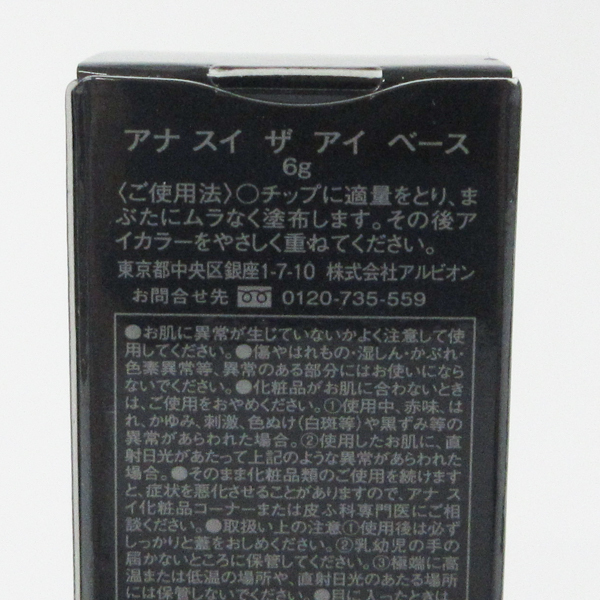 アナ スイ ザ アイ ベース
6g
〈ご使用法〉○チップに適量をとり、ま
ぶたにムラなく塗布します。その後ア
イカラーをやさしく重ねてください。
東京都中央区銀座1-7-10 株式会社アルビオン
お問合せ先 0120-735-559
●お肌に異常が生じていないかよく注意して使
用してください。●傷やはれもの・湿しん・かぶれ・
色素異常等、異常のある部分にはお使いになら
ないでください。●化粧品がお肌に合わないとき
は、ご使用をおやめください。①使用中、赤味、は
れ、かゆみ、刺激、色ぬけ(白斑等)や黒ずみ等の
異常があらわれた場合。②使用したお肌に、直
射日光があたって上記のような異常があらわれた
場合。●そのまま化粧品類のご使用を続けます
と、症状を悪化させることがありますので、アナ ス
イ化粧品コーナーまたは皮ふ科専門医にご相
談ください。●取扱い上の注意①使用後は必ず
しっかりと蓋をおしめください。②乳幼児の手の
届かないところに保管してください。③極端に高
温または低温の場所や、直射日光のあたる場所
には保管しないでください。●目に入ったときは